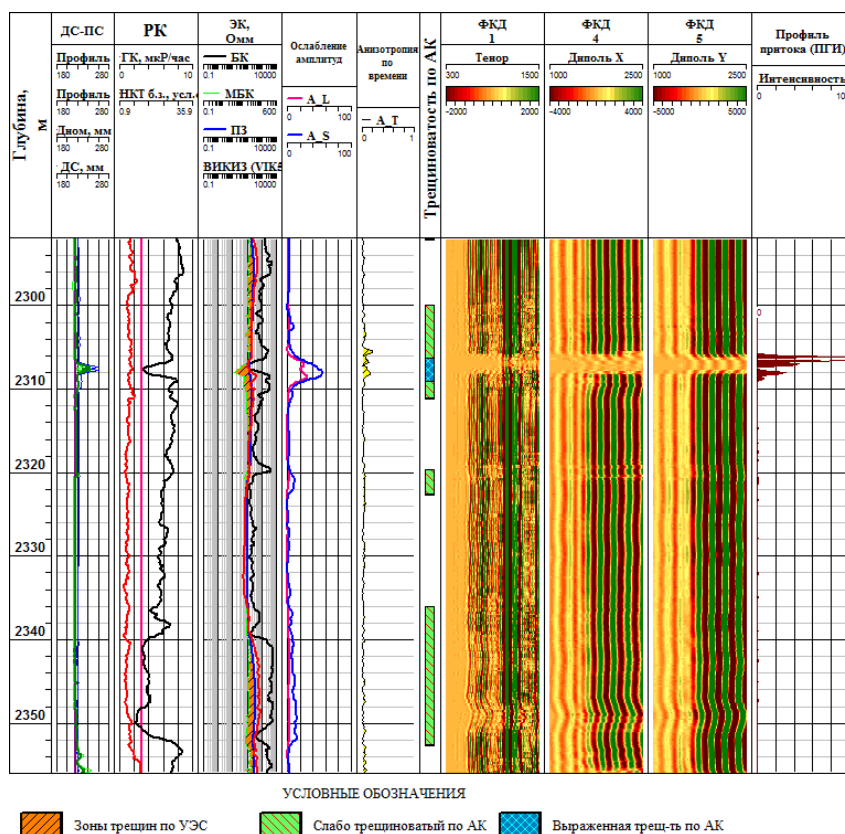 Глубина, м
ДС-ПС
Профиль
180 280
Профиль
180 280
Дном, мм
180 280
ДС, мм
180 280
РК
ГК, мкР/час
0 10
НКТ б.з., усл.
0.9 35.9
ЭК, Омм
БК
0.1 10000
МБК
0.1 600
ПЗ
0.1 10000
ВИКИЗ (VIK
0.1 10000
Ослабление амплитуд
A_L
0 100
A_S
0 100
Анизотропия по времени
A_T
0 1
Трещиноватость по АК
ФКД
1
Тенор
300 1500
-2000 2000
ФКД
4
Диполь X
1000 2500
-4000 4000
ФКД
5
Диполь Y
1000 2500
-5000 5000
Профиль притока (ПГИ)
Интенсивность
0 10
0
2300
2310
2320
2330
2340
2350
УСЛОВНЫЕ ОБОЗНАЧЕНИЯ
Зоны трещин по УЭС
Слабо трещиноватый по АК
Выраженная трещ-ть по АК